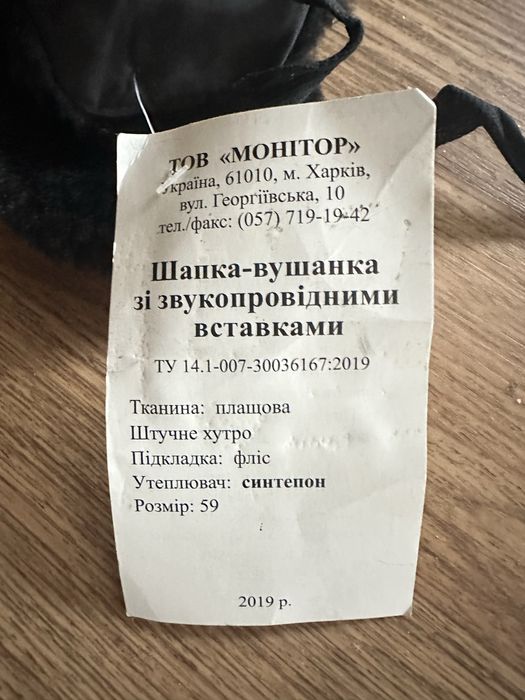 ТОВ «МОНІТОР»
Україна, 61010, м. Харків,
вул. Георгіївська, 10
тел./факс: (057) 719-19-42
Шапка-вушанка
зі звукопровідними
вставками
ТУ 14.1-007-30036167:2019
Тканина: плащова
Штучне хутро
Підкладка: фліс
Утеплювач: синтепон
Розмір: 59
2019 р.